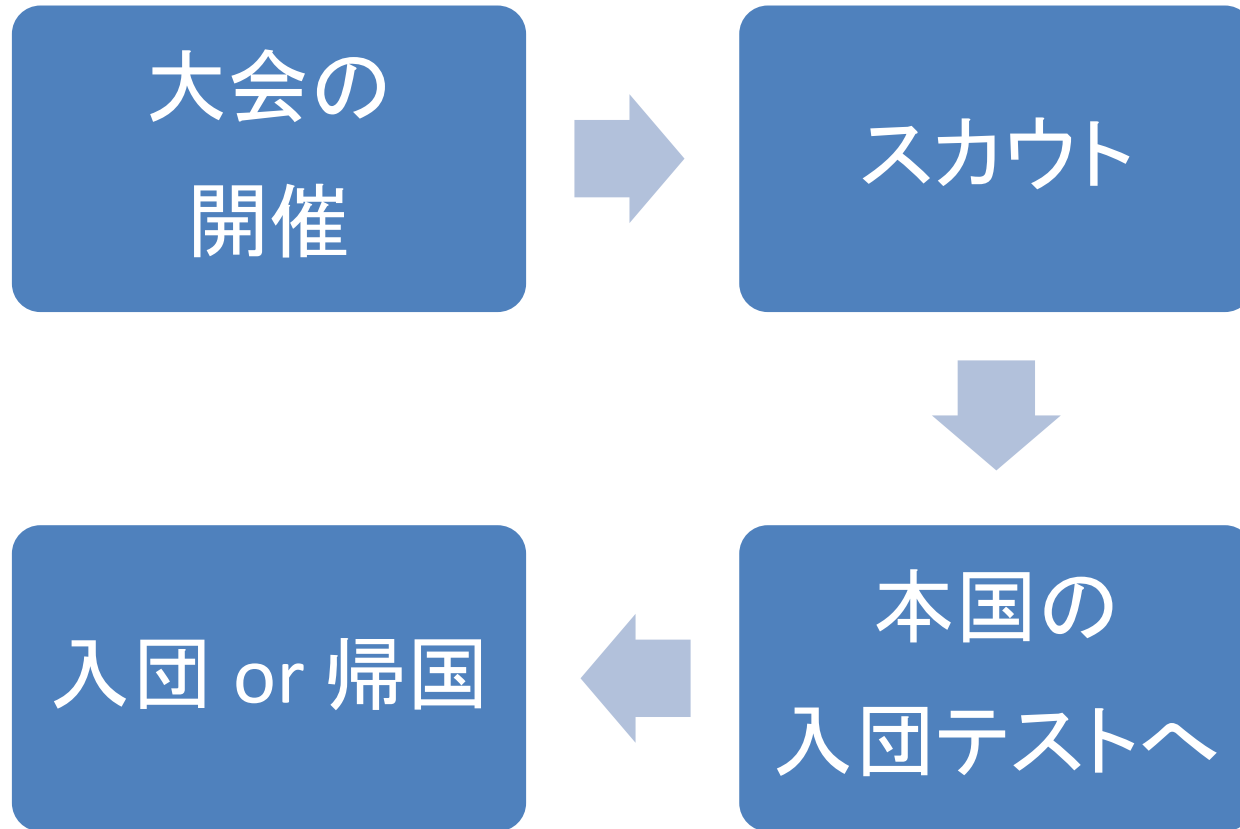 大会の
開催
スカウト
本国の
入団テストへ
入団 or 帰国